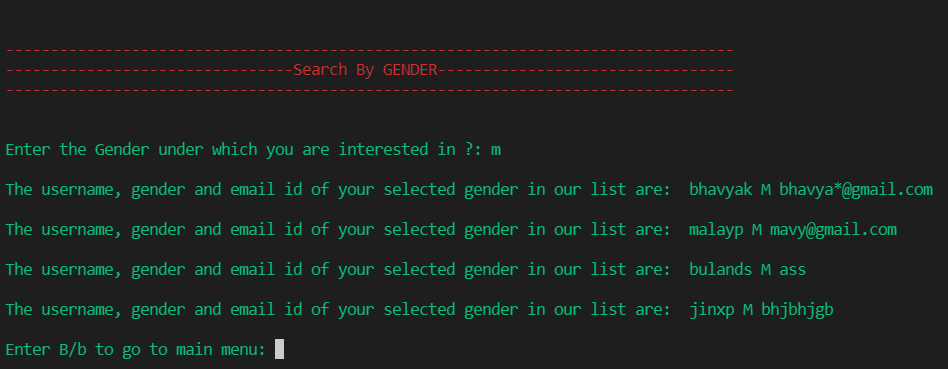 ---------------------------------------------------------------------------------
--------------------------------Search By GENDER---------------------------------
---------------------------------------------------------------------------------
Enter the Gender under which you are interested in ?: m
The username, gender and email id of your selected gender in our list are:  bhavyak M bhavya*@gmail.com
The username, gender and email id of your selected gender in our list are:  malayp M mavy@gmail.com
The username, gender and email id of your selected gender in our list are:  bulands M ass
The username, gender and email id of your selected gender in our list are:  jinxp M bhjbhjgb
Enter B/b to go to main menu: